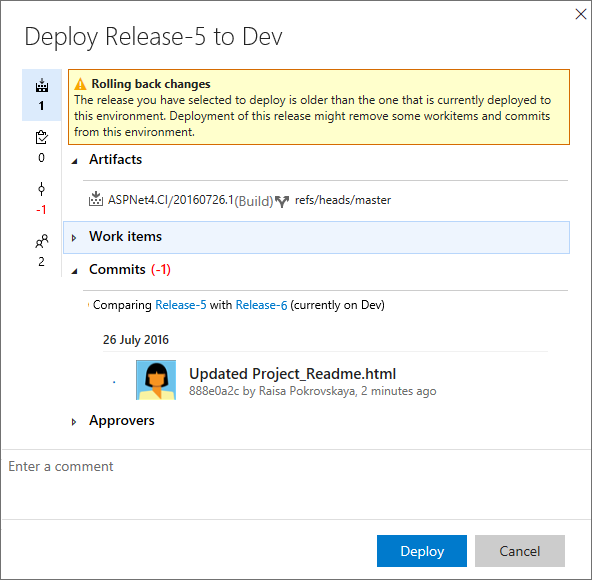 Deploy Release-5 to Dev
1
0
-1
2
Rolling back changes
The release you have selected to deploy is older than the one that is currently deployed to
this environment. Deployment of this release might remove some workitems and commits
from this environment.
Artifacts
ASPNet4.CI/20160726.1(Build) refs/heads/master
Work items
Commits (-1)
Comparing Release-5 with Release-6 (currently on Dev)
26 July 2016
Updated Project_Readme.html
888e0a2c by Raisa Pokrovskaya, 2 minutes ago
Approvers
Enter a comment
Deploy Cancel